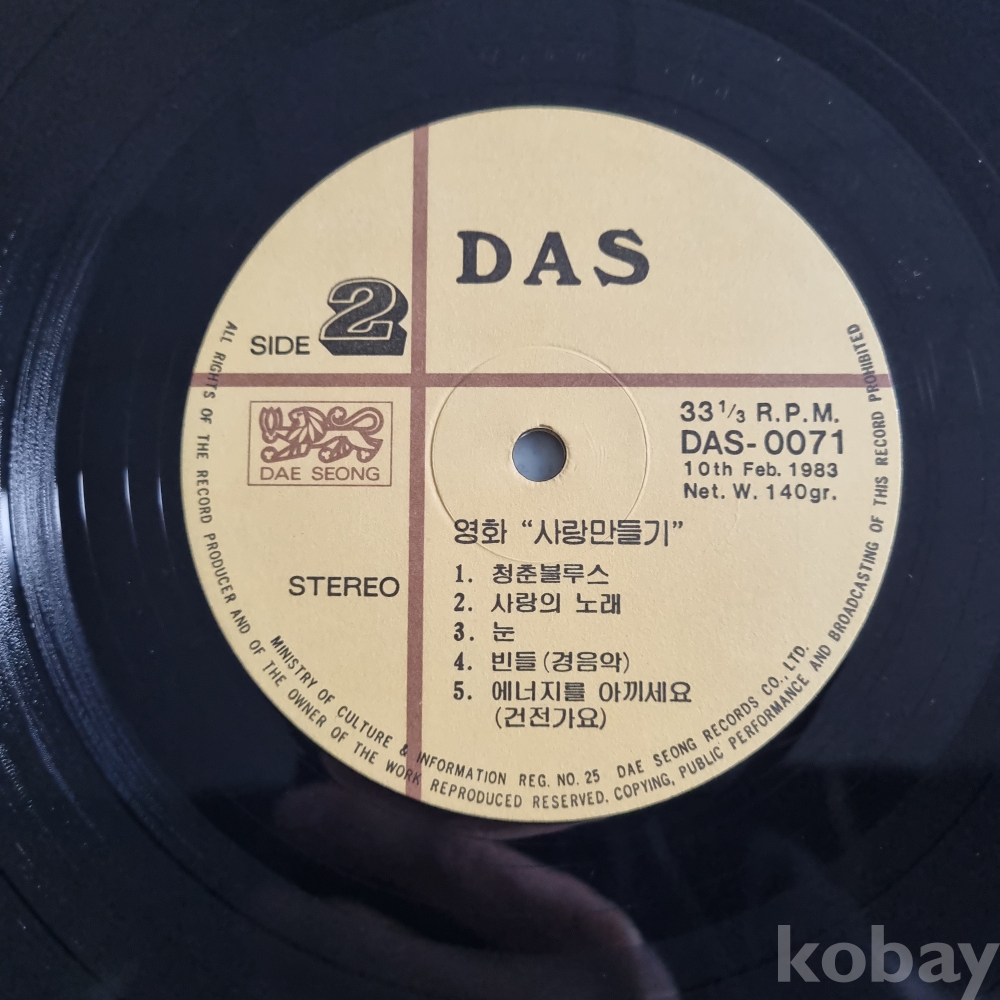 DAS
SIDE 2
DAE SEONG
STEREO
33 1/3 R.P.M.
DAS-0071
10th Feb. 1983
Net. W. 140gr.
영화 “사랑만들기”
1. 청춘불루스
2. 사랑의 노래
3. 눈
4. 빈들(경음악)
5. 에너지를 아끼세요
(건전가요)
MINISTRY OF CULTURE & INFORMATION REG. NO. 25 DAE SEONG RECORDS CO., LTD.
ALL RIGHTS OF THE RECORD PRODUCER AND OF THE OWNER OF THE WORK REPRODUCED RESERVED. COPYING, PUBLIC PERFORMANCE AND BROADCASTING OF THIS RECORD PROHIBITED
kobay